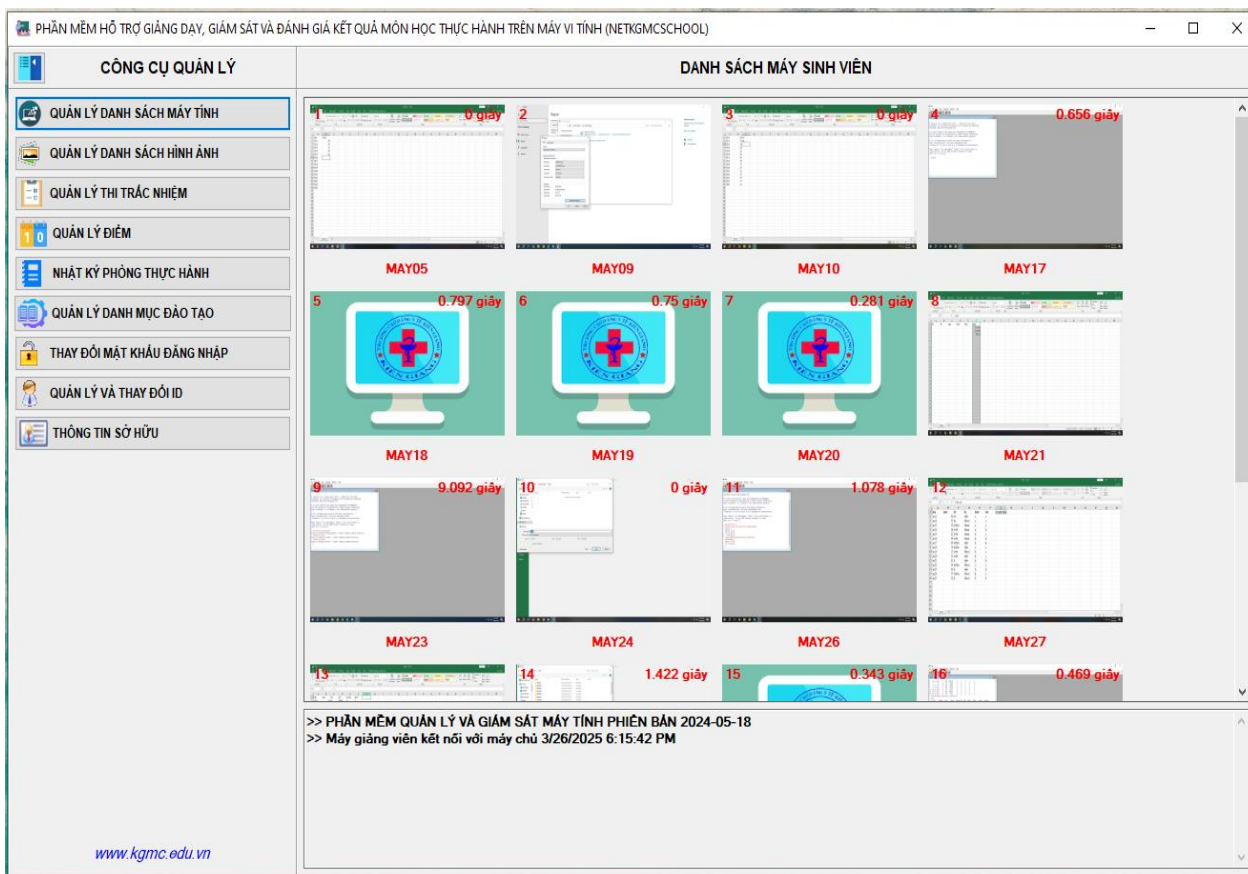 PHẦN MỀM HỖ TRỢ GIẢNG DẠY, GIÁM SÁT VÀ ĐÁNH GIÁ KẾT QUẢ MÔN HỌC THỰC HÀNH TRÊN MÁY VI TÍNH (NETKGMCSCHOOL)
CÔNG CỤ QUẢN LÝ
DANH SÁCH MÁY SINH VIÊN
QUẢN LÝ DANH SÁCH MÁY TÍNH
QUẢN LÝ DANH SÁCH HÌNH ẢNH
QUẢN LÝ THI TRẮC NHIỆM
QUẢN LÝ ĐIỂM
NHẬT KÝ PHÒNG THỰC HÀNH
QUẢN LÝ DANH MỤC ĐÀO TẠO
THAY ĐỔI MẬT KHẨU ĐĂNG NHẬP
QUẢN LÝ VÀ THAY ĐỔI ID
THÔNG TIN SỞ HỮU
www.kgmc.edu.vn
1 0 giây 2 3 0 giây 4 0.656 giây
MAY05 MAY09 MAY10 MAY17
5 0.797 giây 6 0.75 giây 7 0.281 giây 8
MAY18 MAY19 MAY20 MAY21
9 9.092 giây 10 0 giây 11 1.078 giây 12
MAY23 MAY24 MAY26 MAY27
13 14 1.422 giây 15 0.343 giây 16 0.469 giây
>> PHẦN MỀM QUẢN LÝ VÀ GIÁM SÁT MÁY TÍNH PHIÊN BẢN 2024-05-18
>> Máy giảng viên kết nối với máy chủ 3/26/2025 6:15:42 PM